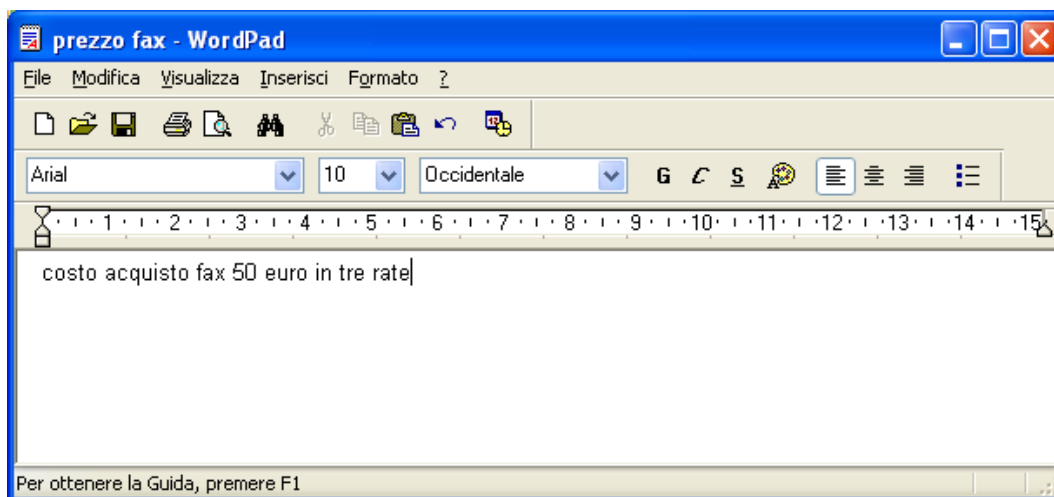 prezzo fax - WordPad
File Modifica Visualizza Inserisci Formato ?
Arial 10 Occidentale G C S
1 2 3 4 5 6 7 8 9 10 11 12 13 14 15
costo acquisto fax 50 euro in tre rate
Per ottenere la Guida, premere F1